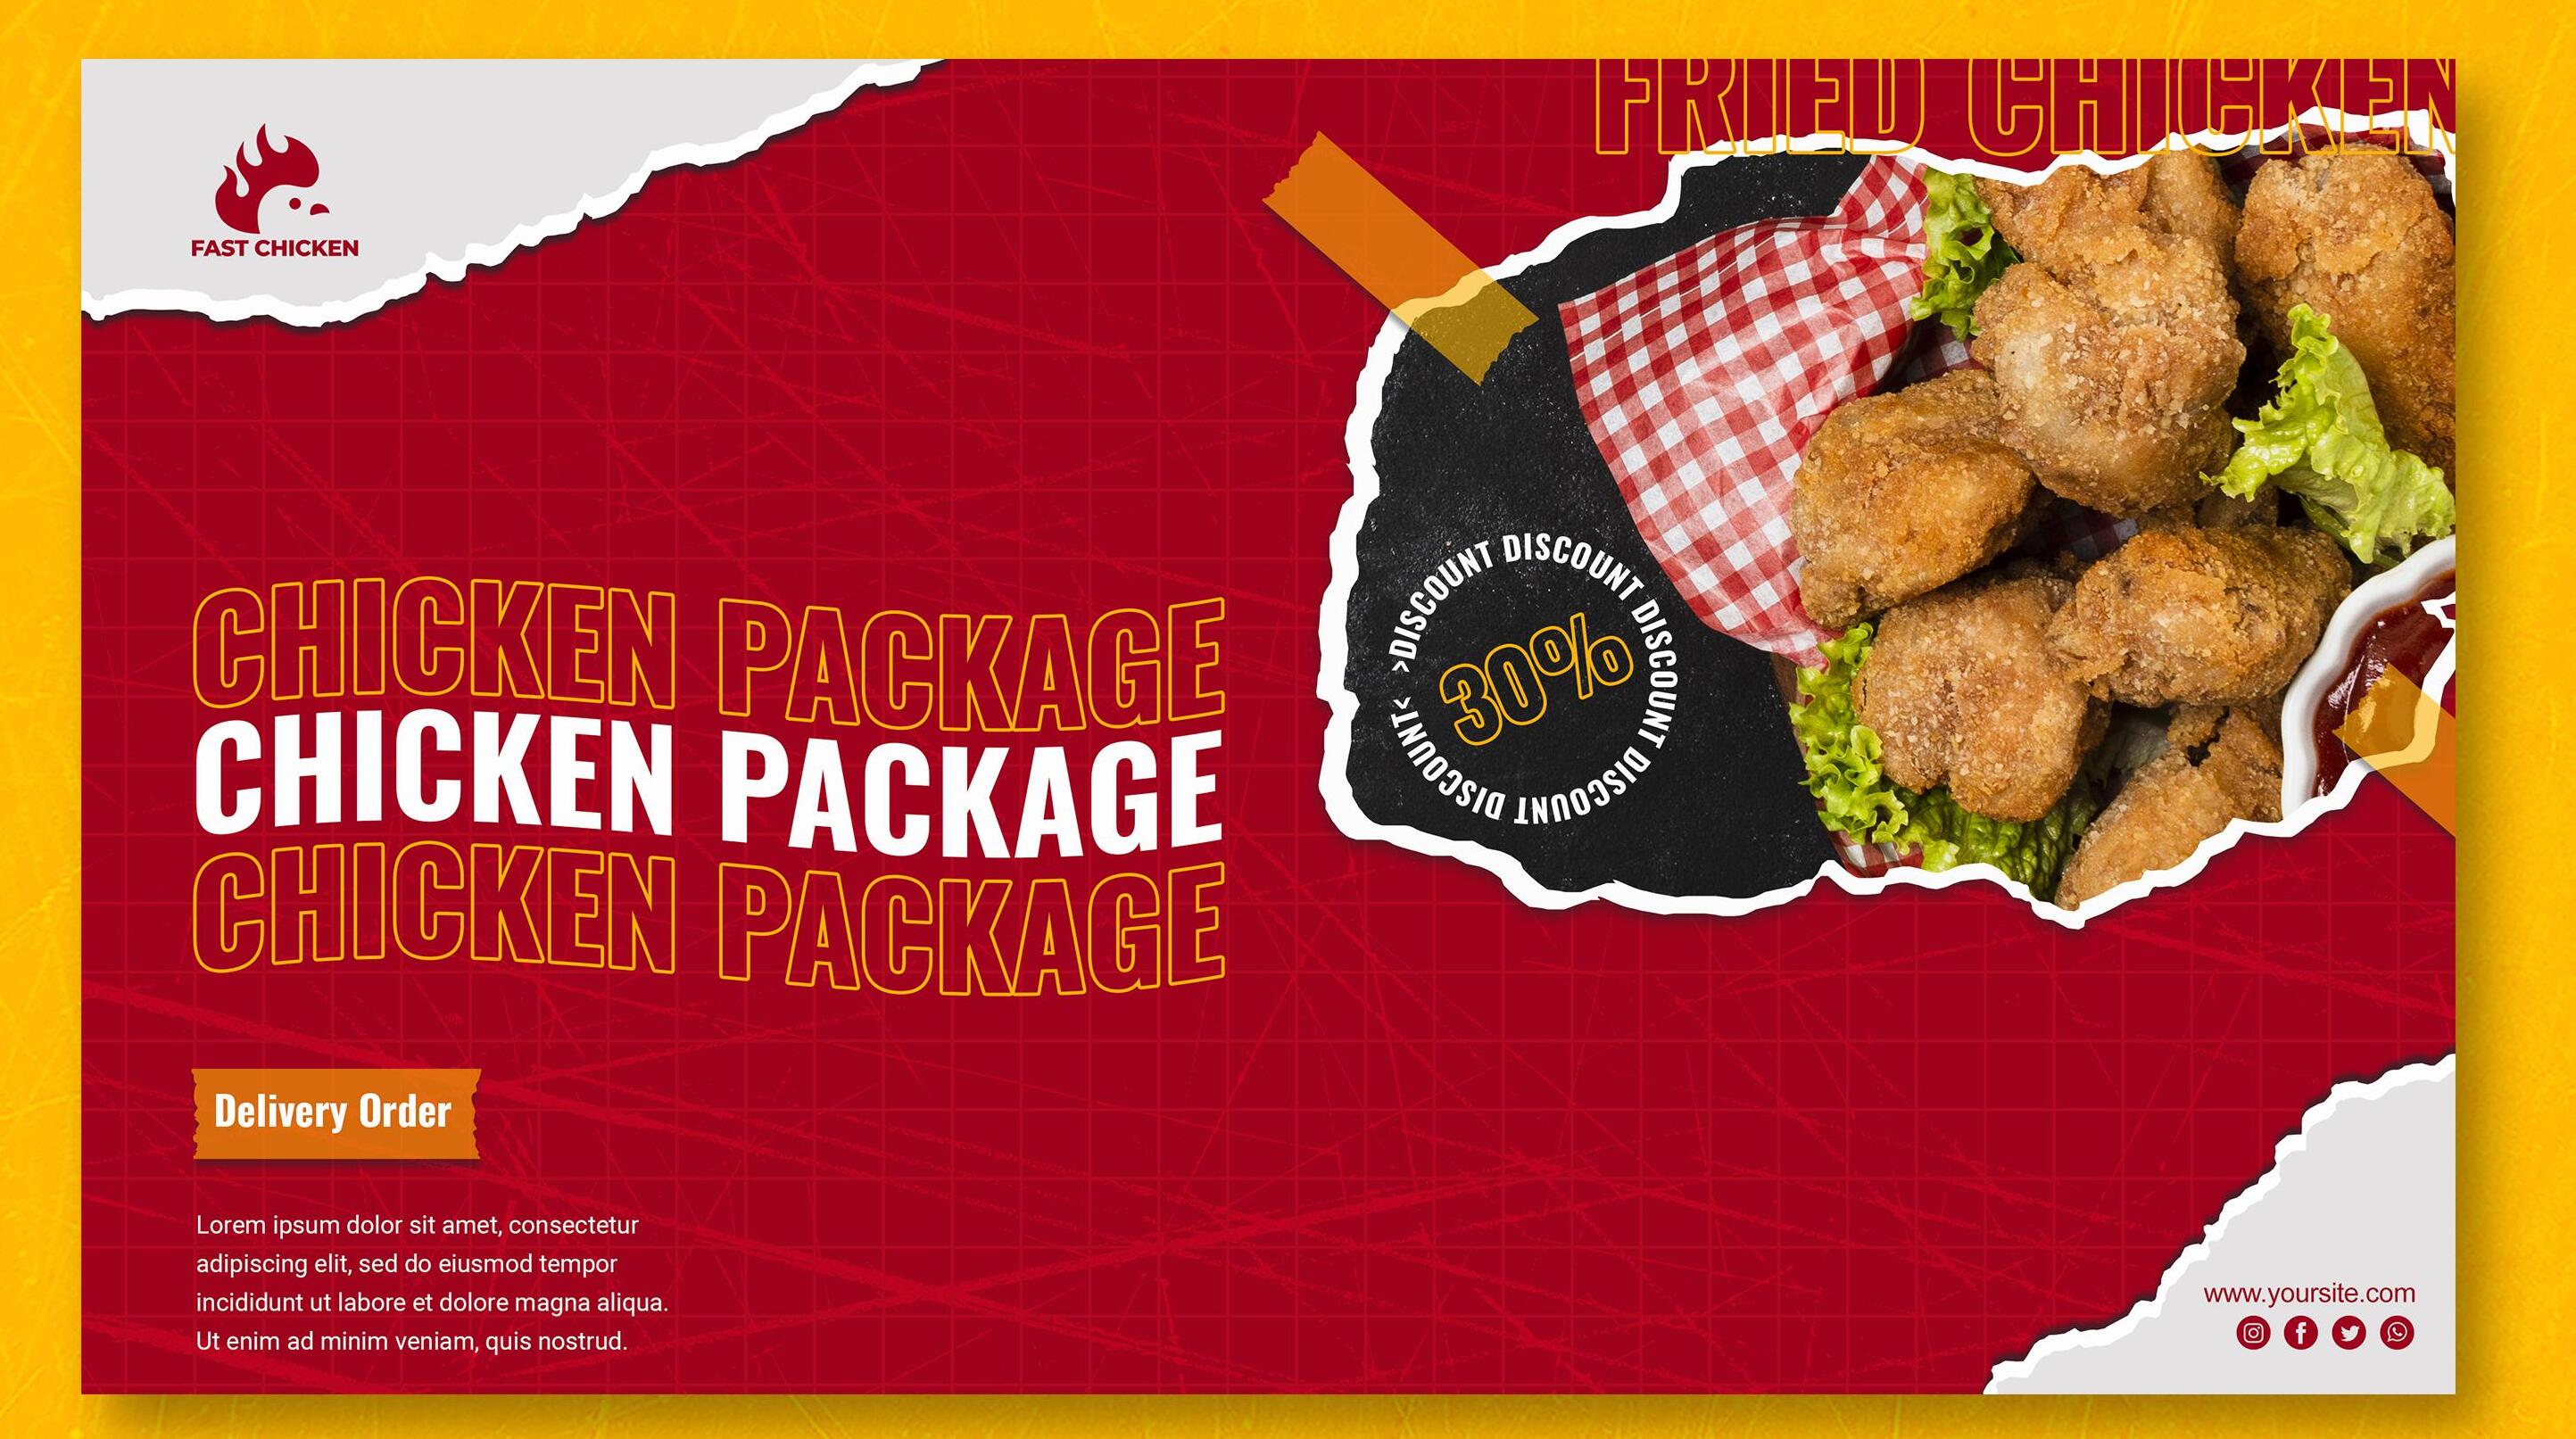 FRIED CHICKEN
FAST CHICKEN
>DISCOUNT DISCOUNT DISCOUNT DISCOUNT DISCOUNT<
30%
CHICKEN PACKAGE
CHICKEN PACKAGE
CHICKEN PACKAGE
Delivery Order
Lorem ipsum dolor sit amet, consectetur
adipiscing elit, sed do eiusmod tempor
incididunt ut labore et dolore magna aliqua.
Ut enim ad minim veniam, quis nostrud.
www.yoursite.com